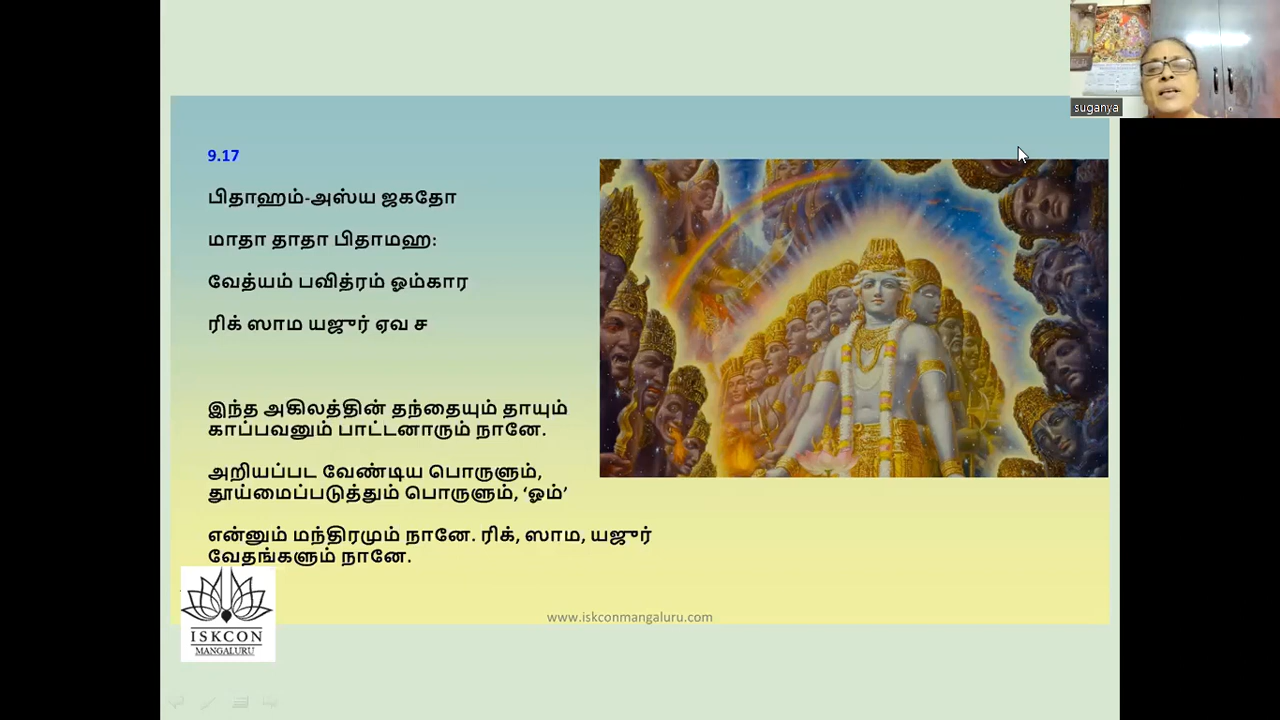 suganya
9.17
பிதாஹம்-அஸ்ய ஜகதோ
மாதா தாதா பிதாமஹ:
வேத்யம் பவித்ரம் ஓம்கார
ரிக் ஸாம யஜுர் ஏவ ச
இந்த அகிலத்தின் தந்தையும் தாயும்
காப்பவனும் பாட்டனாரும் நானே.
அறியப்பட வேண்டிய பொருளும்,
தூய்மைப்படுத்தும் பொருளும், ‘ஓம்’
என்னும் மந்திரமும் நானே. ரிக், ஸாம, யஜுர்
வேதங்களும் நானே.
ISKCON
MANGALURU
www.iskconmangaluru.com